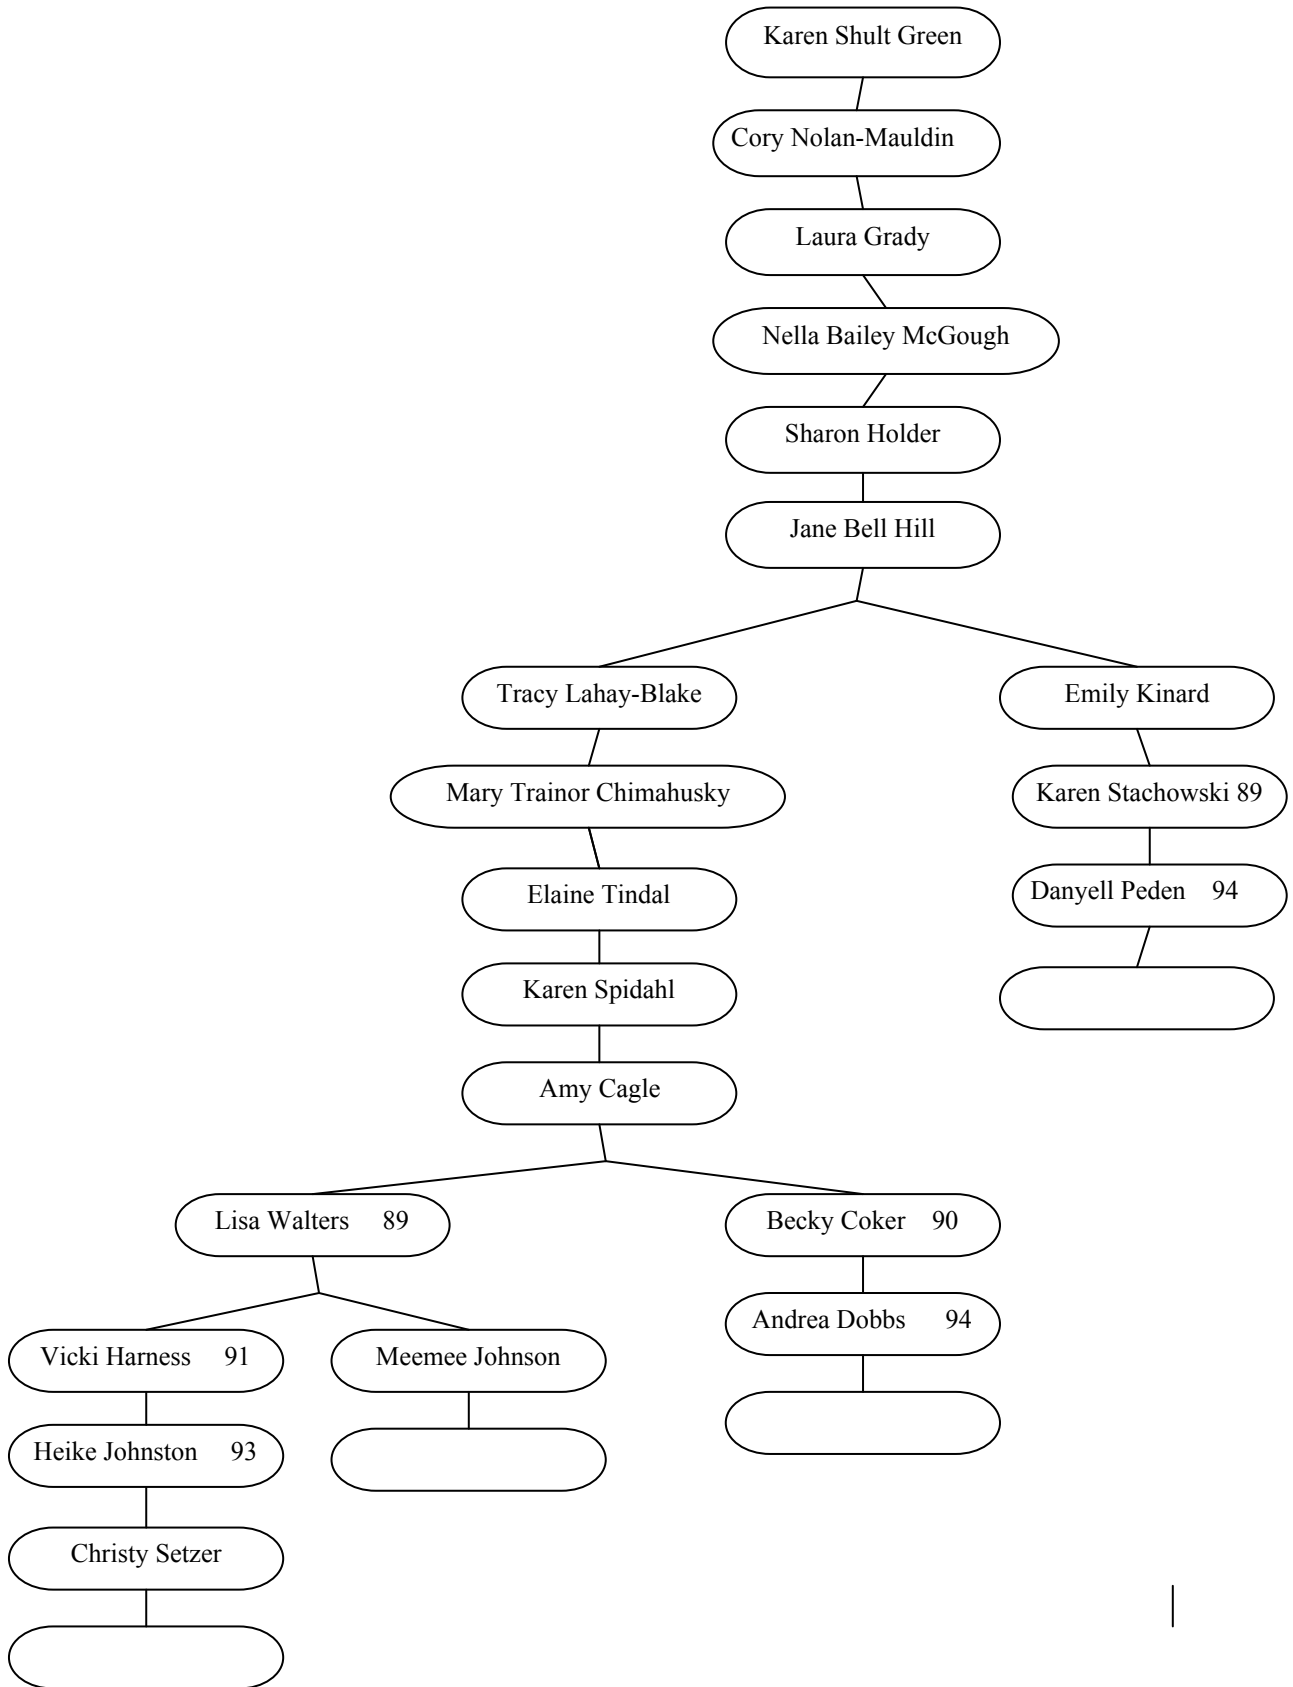 Karen Shult Green
Cory Nolan-Mauldin
Laura Grady
Nella Bailey McGough
Sharon Holder
Jane Bell Hill
Tracy Lahay-Blake
Emily Kinard
Mary Trainor Chimahusky
Karen Stachowski 89
Elaine Tindal
Danyell Peden 94
Karen Spidahl
Amy Cagle
Lisa Walters 89
Becky Coker 90
Andrea Dobbs 94
Vicki Harness 91
Meemee Johnson
Heike Johnston 93
Christy Setzer